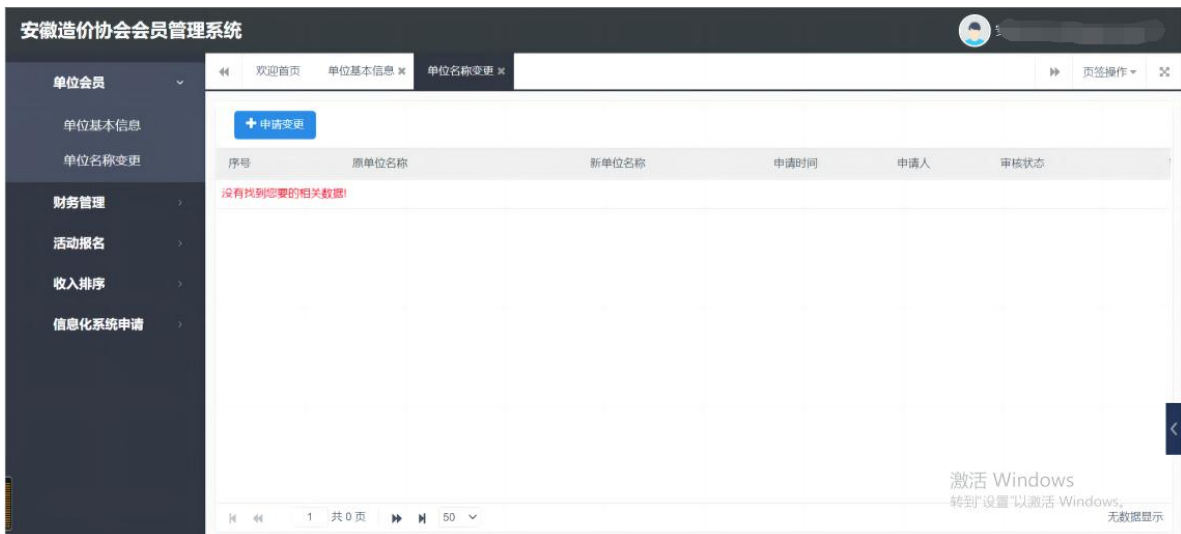 安徽造价协会会员管理系统
欢迎首页 单位基本信息 单位名称变更 页签操作
单位会员
单位基本信息
单位名称变更
财务管理
活动报名
收入排序
信息化系统申请
申请变更
序号 原单位名称 新单位名称 申请时间 申请人 审核状态
没有找到您要的相关数据!
激活 Windows
转到"设置"以激活 Windows。
1 共 0 页 50 无数据显示